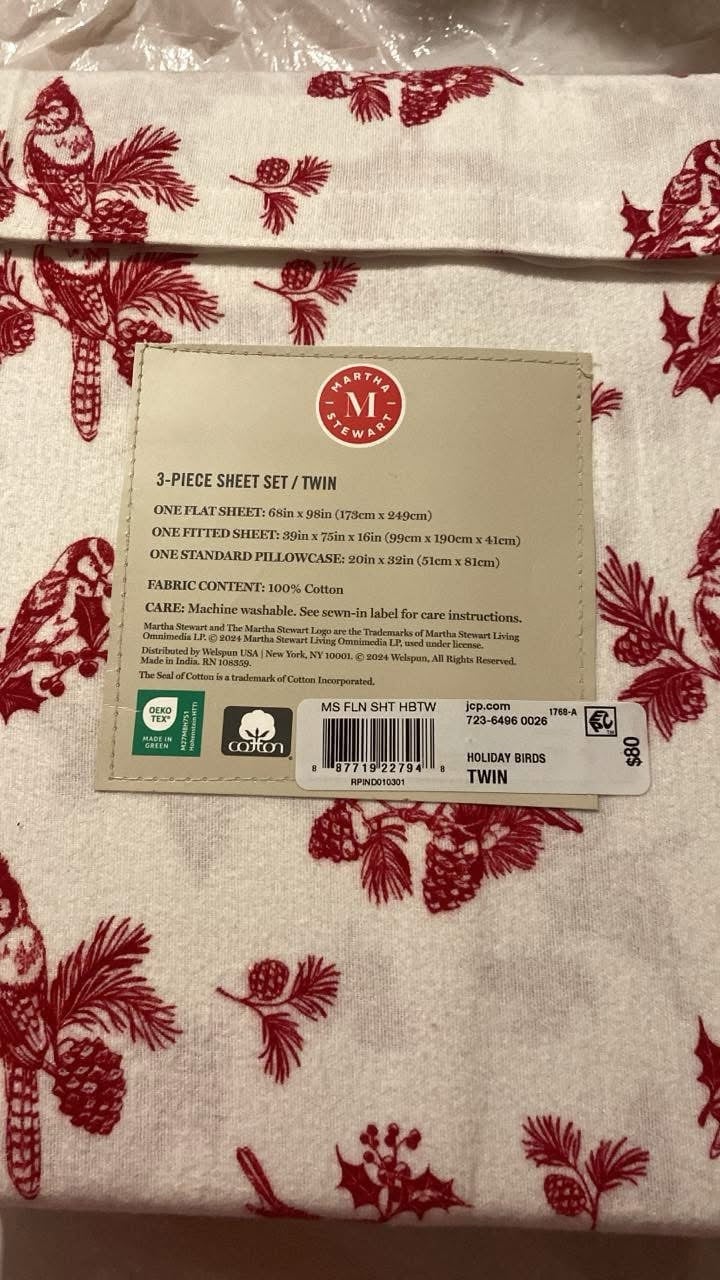 MARTHA
M
STEWART
3-PIECE SHEET SET / TWIN
ONE FLAT SHEET: 68in x 98in (173cm x 249cm)
ONE FITTED SHEET: 39in x 75in x 16in (99cm x 190cm x 41cm)
ONE STANDARD PILLOWCASE: 20in x 32in (51cm x 81cm)
FABRIC CONTENT: 100% Cotton
CARE: Machine washable. See sewn-in label for care instructions.
Martha Stewart and The Martha Stewart Logo are the Trademarks of Martha Stewart Living
Omnimedia LP. © 2024 Martha Stewart Living Omnimedia LP, used under license.
Distributed by Welspun USA | New York, NY 10001. © 2024 Welspun, All Rights Reserved.
Made in India. RN 108359.
The Seal of Cotton is a trademark of Cotton Incorporated.
OEKO
TEX®
MADE IN
GREEN
Hohenstein HTTI
cotton
MS FLN SHT HBTW
8 87719 22794 8
RPIND010301
jcp.com
1768-A
723-6496 0026
HOLIDAY BIRDS
TWIN
$80